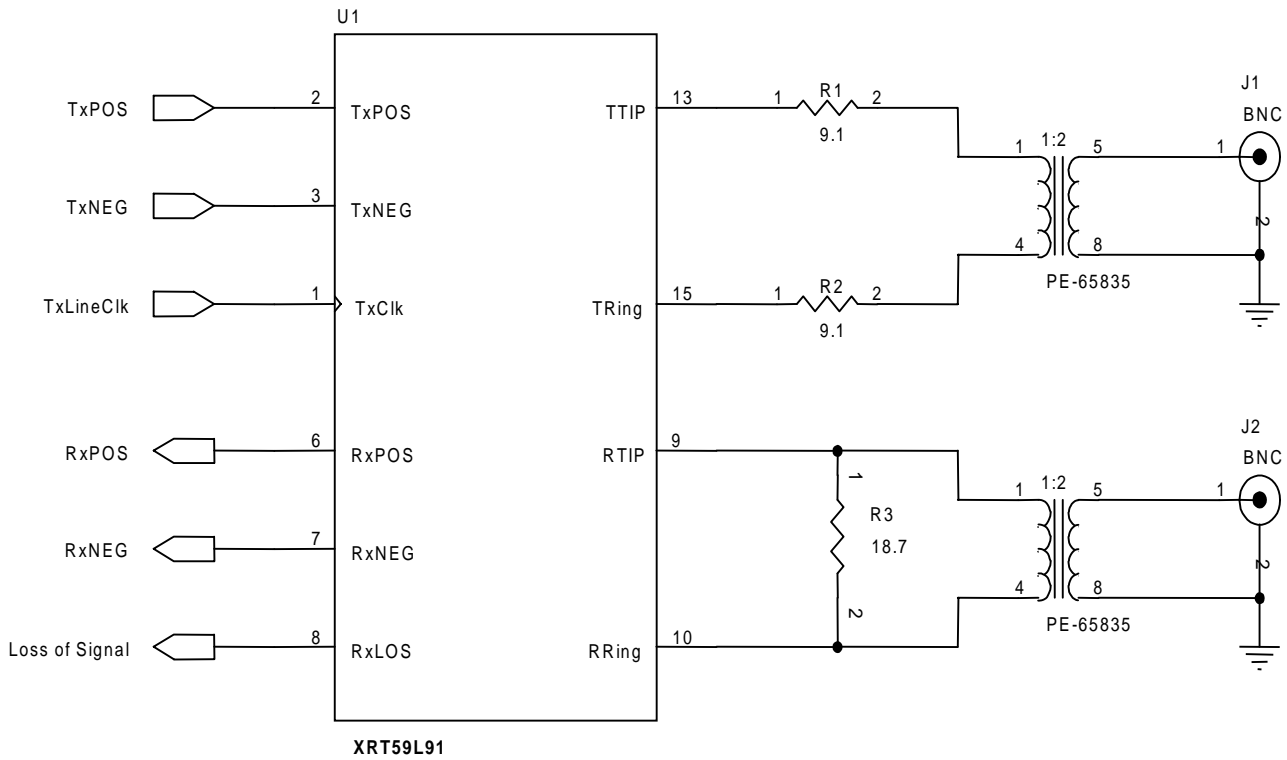 U1
TxPOS 2 TxPOS TTIP 13 1 R1 2
9.1
J1
BNC
1 1:2 5 1
2
TxNEG 3 TxNEG
4 8
PE-65835
TxLineClk 1 TxClk TRing 15 1 R2 2
9.1
RxPOS 6 RxPOS RTIP 9
J2
BNC
1 1:2 5 1
1
R3
18.7
2
RxNEG 7 RxNEG
4 8
2
PE-65835
Loss of Signal 8 RxLOS RRing 10
XRT59L91